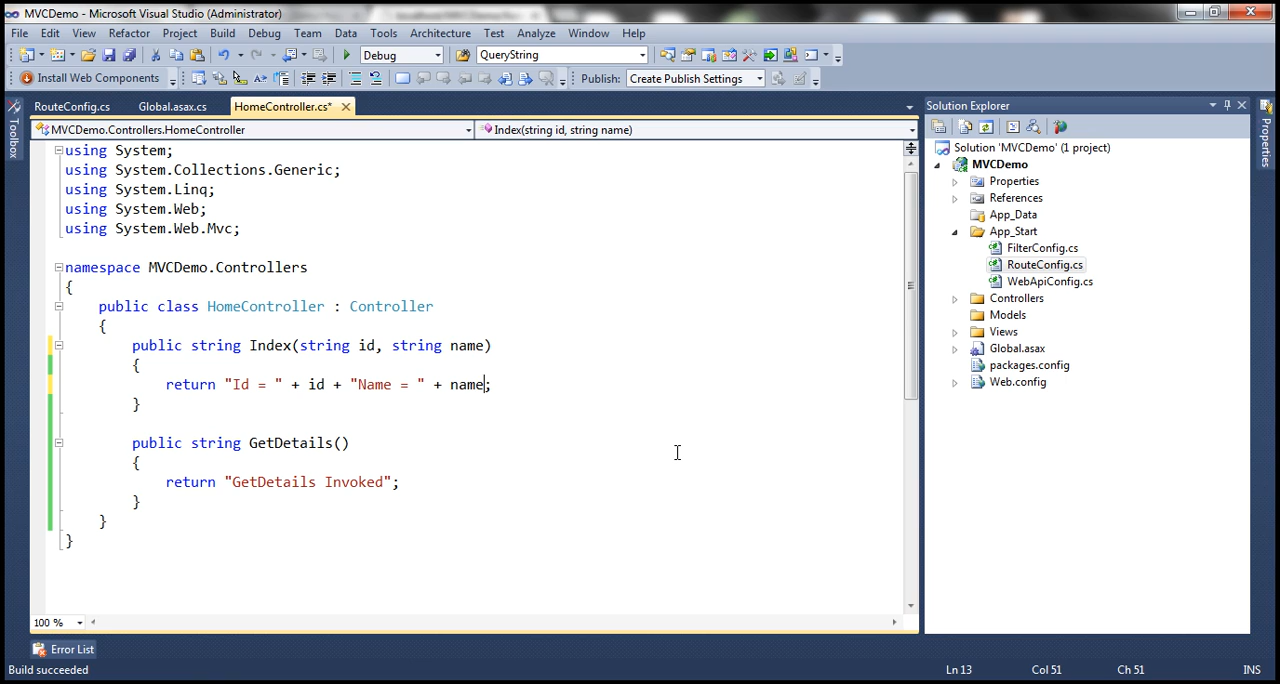 MVCDemo - Microsoft Visual Studio (Administrator)
File Edit View Refactor Project Build Debug Team Data Tools Architecture Test Analyze Window Help
Debug QueryString
Install Web Components Publish: Create Publish Settings
RouteConfig.cs Global.asax.cs HomeController.cs*
MVCDemo.Controllers.HomeController Index(string id, string name)
using System;
using System.Collections.Generic;
using System.Linq;
using System.Web;
using System.Web.Mvc;
namespace MVCDemo.Controllers
{
public class HomeController : Controller
{
public string Index(string id, string name)
{
return "Id = " + id + "Name = " + name;
}
public string GetDetails()
{
return "GetDetails Invoked";
}
}
}
100 %
Toolbox
Solution Explorer
Solution 'MVCDemo' (1 project)
MVCDemo
Properties
References
App_Data
App_Start
FilterConfig.cs
RouteConfig.cs
WebApiConfig.cs
Controllers
Models
Views
Global.asax
packages.config
Web.config
Properties
Error List
Build succeeded Ln 13 Col 51 Ch 51 INS